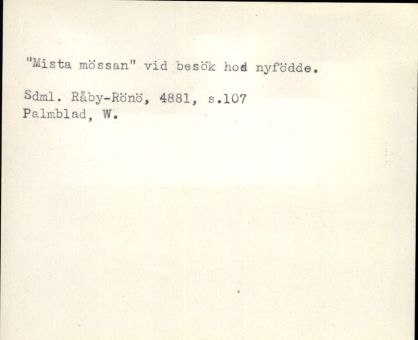 "Mista mössan" vid besök hos nyfödde.
Sdml. Råby-Rönö, 4881, s.107
Palmblad, W.